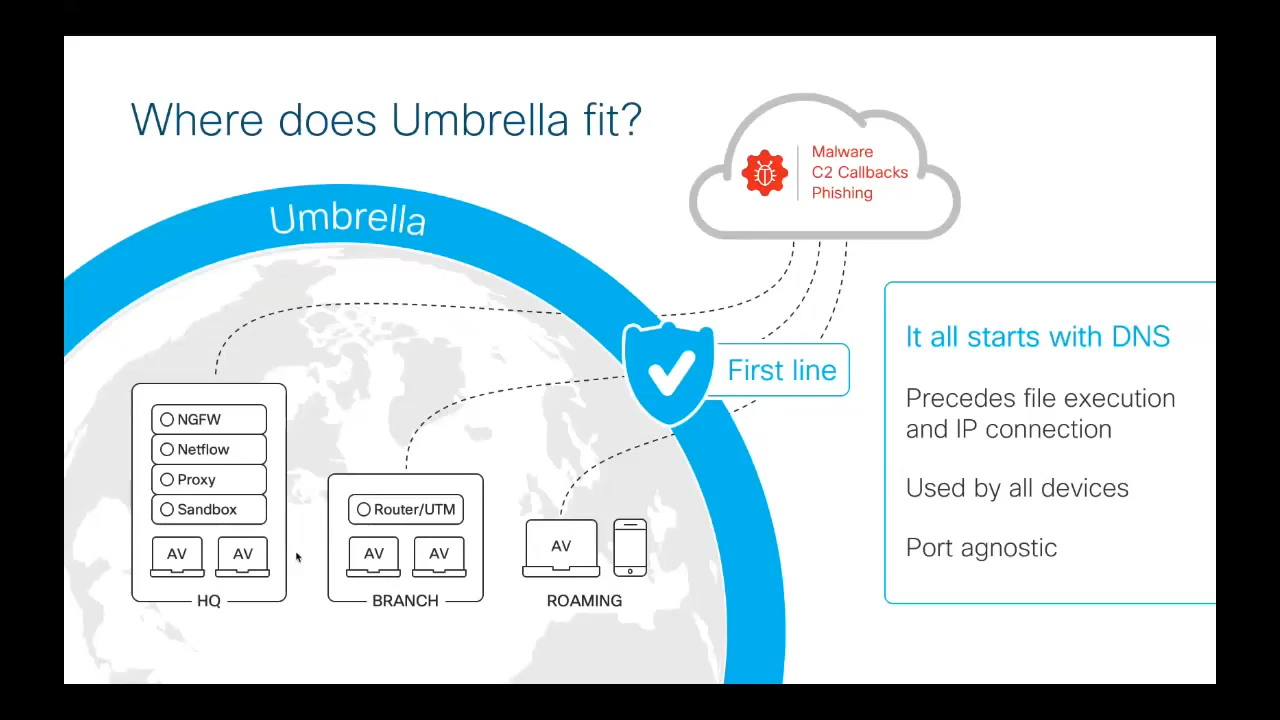 Where does Umbrella fit?
Malware
C2 Callbacks
Phishing
Umbrella
First line
NGFW
Netflow
Proxy
Sandbox
AV
AV
HQ
Router/UTM
AV
AV
BRANCH
AV
ROAMING
It all starts with DNS
Precedes file execution
and IP connection
Used by all devices
Port agnostic